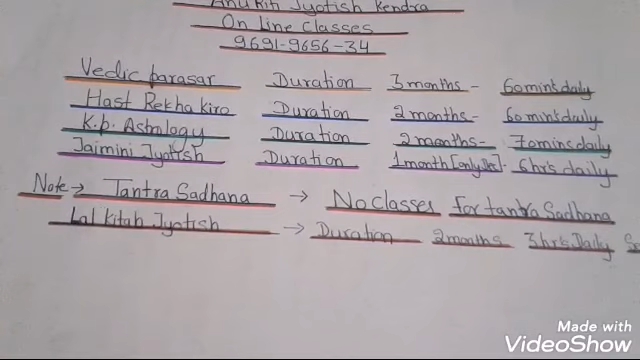 Anukriti Jyotish Kendra
On Line Classes
9691-9656-34
Vedic parasar Duration 3 months - 60 mins daily
Hast Rekha kiro Duration 2 months - 60 mins daily
K.p. Astrology Duration 2 months - 70 mins daily
Jaimini Jyotish Duration 1 month [only Dec]. 6 hrs daily
Note → Tantra Sadhana → No Classes for tantra Sadhana
Lal kitab Jyotish → Duration 2 months 3 hrs. Daily
Made with
VideoShow